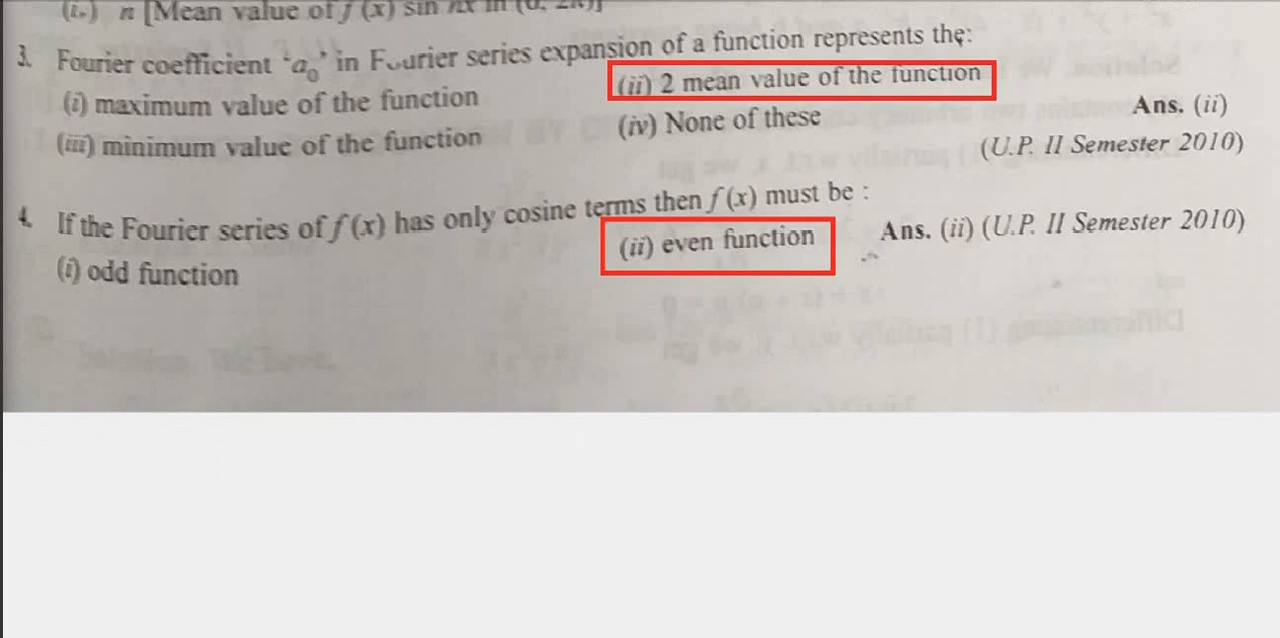 n [Mean value of f (x) sin nx in (0, 2π)]
3. Fourier coefficient 'a₀' in Fourier series expansion of a function represents the:
(i) maximum value of the function (ii) 2 mean value of the function
(iii) minimum value of the function (iv) None of these Ans. (ii)
(U.P. II Semester 2010)
4. If the Fourier series of f (x) has only cosine terms then f (x) must be :
(i) odd function (ii) even function Ans. (ii) (U.P. II Semester 2010)